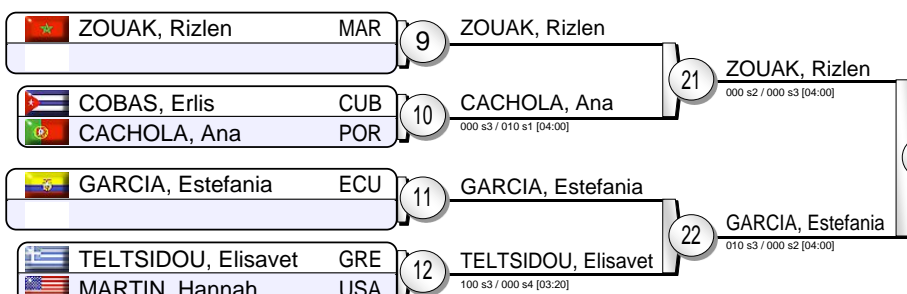 ZOUAK, Rizlen MAR
9
ZOUAK, Rizlen
COBAS, Erlis CUB
CACHOLA, Ana POR
10
CACHOLA, Ana
000 s3 / 010 s1 [04:00]
21
ZOUAK, Rizlen
000 s2 / 000 s3 [04:00]
GARCIA, Estefania ECU
11
GARCIA, Estefania
TELTSIDOU, Elisavet GRE
MARTIN, Hannah USA
12
TELTSIDOU, Elisavet
100 s3 / 000 s4 [03:20]
22
GARCIA, Estefania
010 s3 / 000 s2 [04:00]